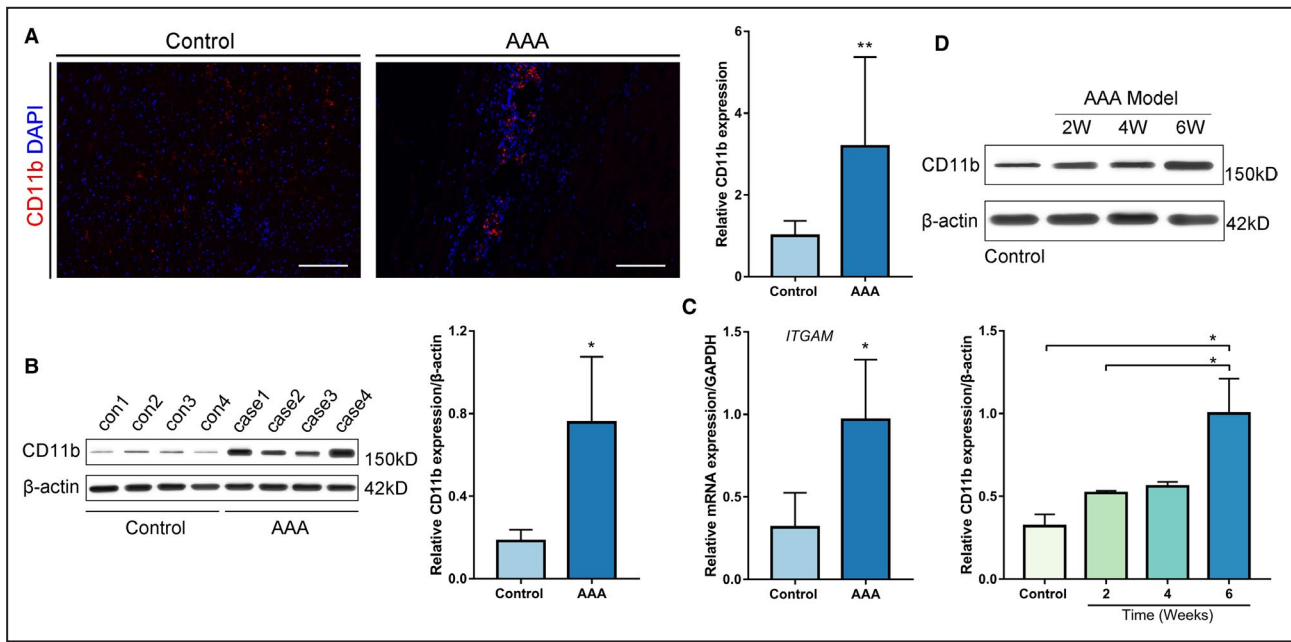 A
Control
AAA
CD11b DAPI
Relative CD11b expression
6
4
2
0
**
Control
AAA
D
AAA Model
2W 4W 6W
CD11b
150kD
β-actin
42kD
Control
B
con1 con2 con3 con4 case1 case2 case3 case4
CD11b
150kD
β-actin
42kD
Control
AAA
Relative CD11b expression/β-actin
1.2
0.8
0.4
0.0
*
Control
AAA
C
Relative mRNA expression/GAPDH
1.5
1.0
0.5
0.0
ITGAM
*
Control
AAA
Relative CD11b expression/β-actin
1.5
1.0
0.5
0.0
*
*
Control 2 4 6
Time (Weeks)